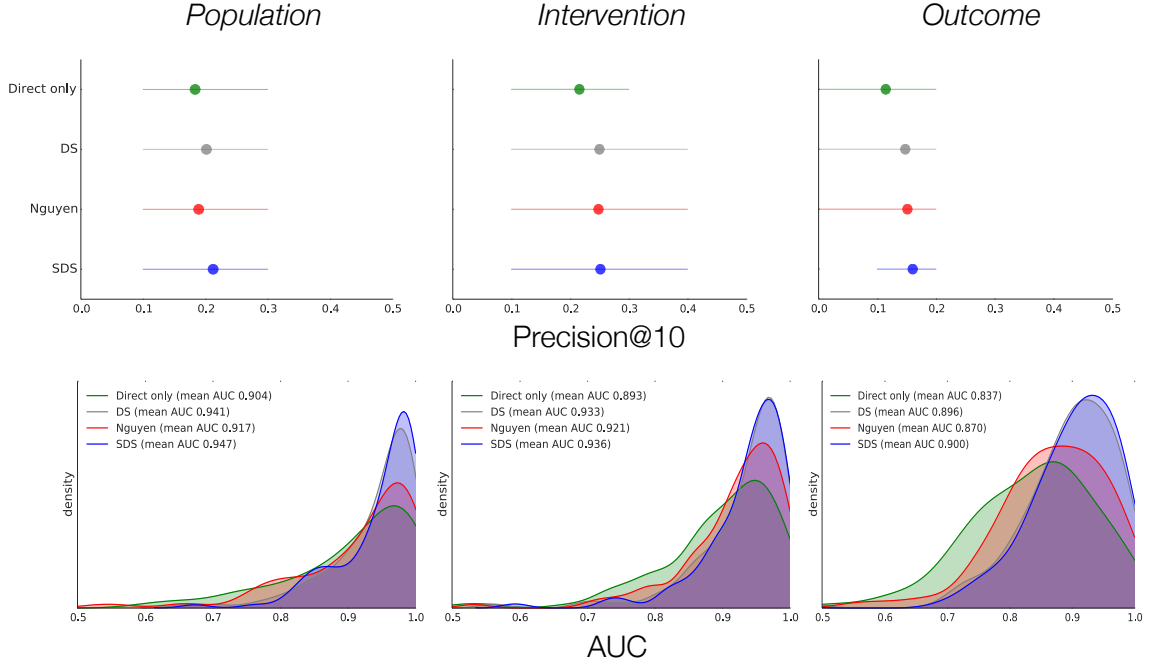 Population Intervention Outcome
Direct only
DS
Nguyen
SDS
0.0 0.1 0.2 0.3 0.4 0.5 0.0 0.1 0.2 0.3 0.4 0.5 0.0 0.1 0.2 0.3 0.4 0.5
Precision@10
Direct only (mean AUC 0.904)
DS (mean AUC 0.941)
Nguyen (mean AUC 0.917)
SDS (mean AUC 0.947)
density
0.5 0.6 0.7 0.8 0.9 1.0
Direct only (mean AUC 0.893)
DS (mean AUC 0.933)
Nguyen (mean AUC 0.921)
SDS (mean AUC 0.936)
density
0.5 0.6 0.7 0.8 0.9 1.0
Direct only (mean AUC 0.837)
DS (mean AUC 0.896)
Nguyen (mean AUC 0.870)
SDS (mean AUC 0.900)
density
0.5 0.6 0.7 0.8 0.9 1.0
AUC